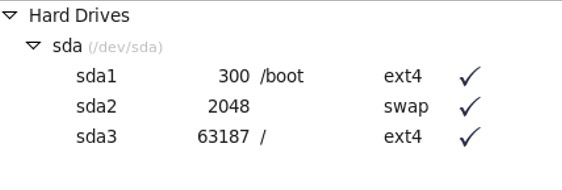 Hard Drives
sda (/dev/sda)
sda1 300 /boot ext4
sda2 2048 swap
sda3 63187 / ext4